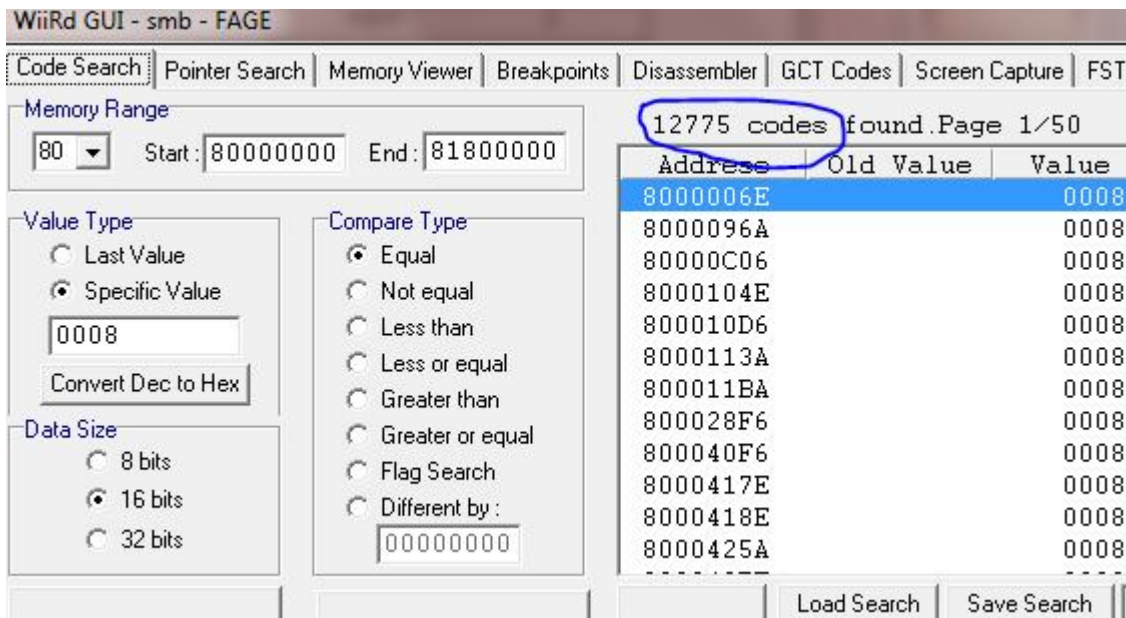 WiiRd GUI - smb - FAGE
Code Search Pointer Search Memory Viewer Breakpoints Disassembler GCT Codes Screen Capture FST
Memory Range
80 Start : 80000000 End : 81800000
Value Type
Last Value
Specific Value
0008
Convert Dec to Hex
Data Size
8 bits
16 bits
32 bits
Compare Type
Equal
Not equal
Less than
Less or equal
Greater than
Greater or equal
Flag Search
Different by :
00000000
12775 codes found.Page 1/50
Address Old Value Value
8000006E 0008
8000096A 0008
80000C06 0008
8000104E 0008
800010D6 0008
8000113A 0008
800011BA 0008
800028F6 0008
800040F6 0008
8000417E 0008
8000418E 0008
8000425A 0008
Load Search Save Search